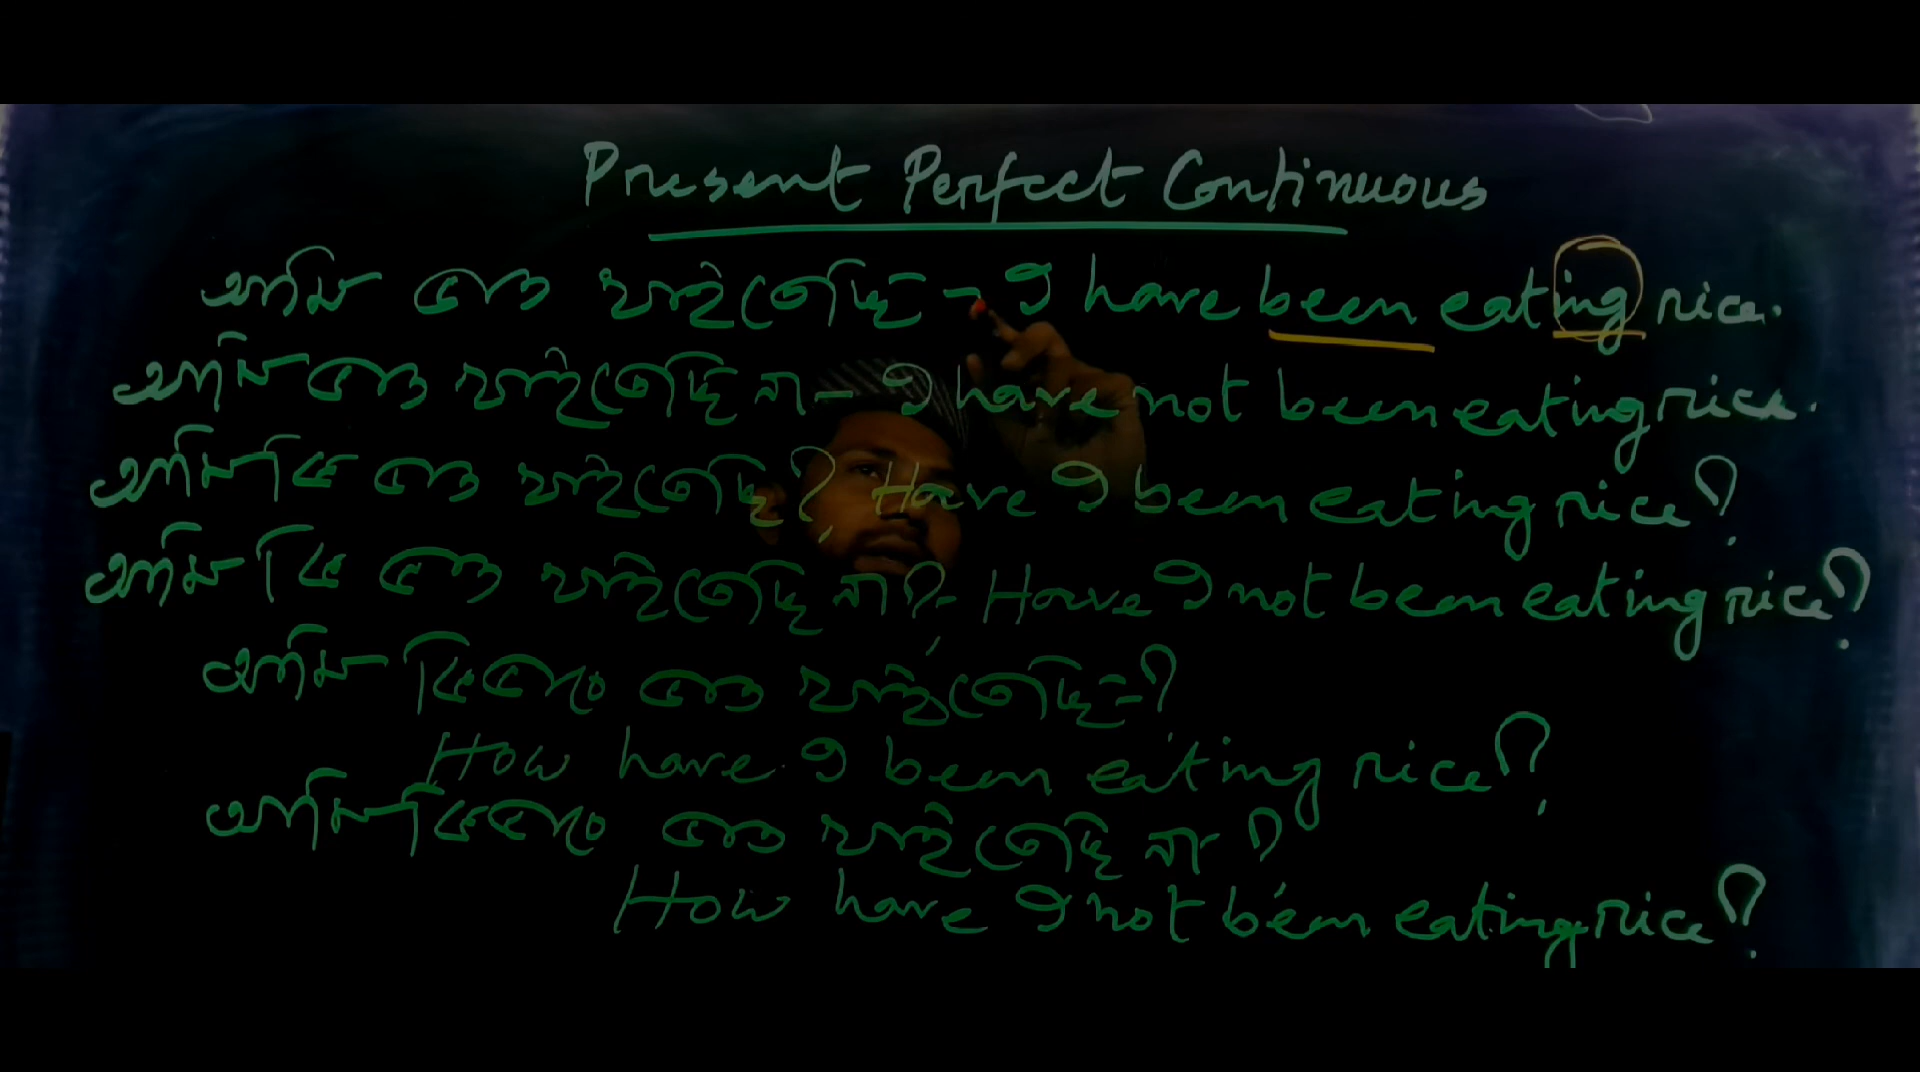 Present Perfect Continuous
আমি ভাত খাইতেছি - I have been eating rice.
আমি ভাত খাইতেছি না - I have not been eating rice.
আমি কি ভাত খাইতেছি? Have I been eating rice?
আমি কি ভাত খাইতেছি না? - Have I not been eating rice?
আমি কিভাবে ভাত খাইতেছি - ?
How have I been eating rice?
আমি কিভাবে ভাত খাইতেছি না?
How have I not been eating rice?